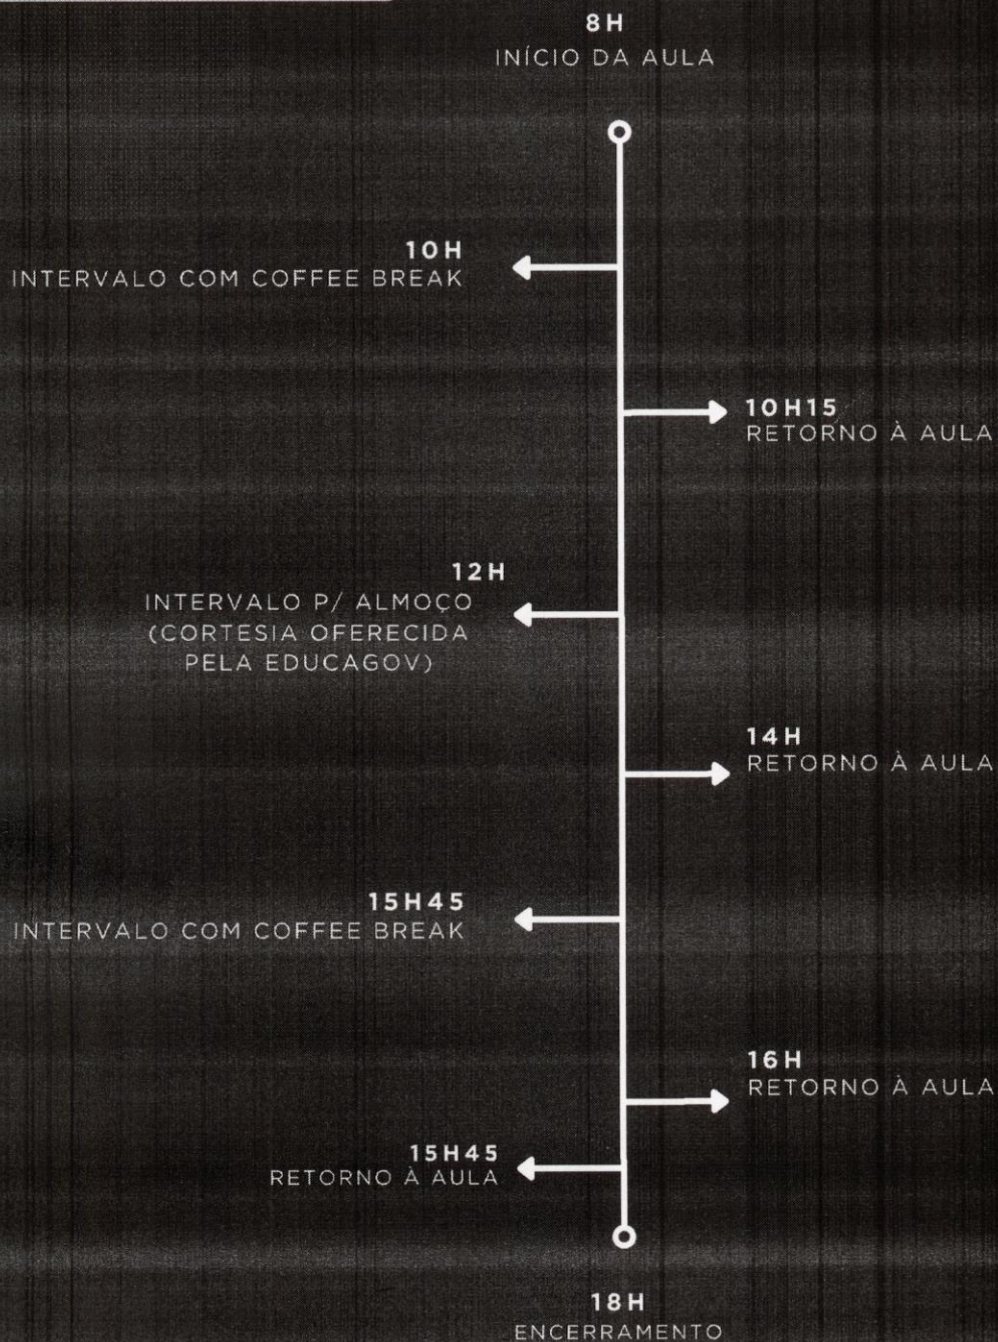 8H
INÍCIO DA AULA
10H
INTERVALO COM COFFEE BREAK
10H15
RETORNO À AULA
12H
INTERVALO P/ ALMOÇO
(CORTESIA OFERECIDA
PELA EDUCAGOV)
14H
RETORNO À AULA
15H45
INTERVALO COM COFFEE BREAK
16H
RETORNO À AULA
15H45
RETORNO À AULA
18H
ENCERRAMENTO